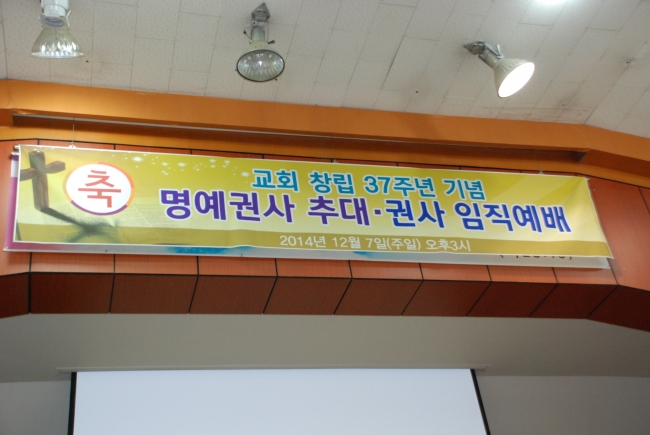 축
교회 창립 37주년 기념
명예권사 추대·권사 임직예배
2014년 12월 7일(주일) 오후3시